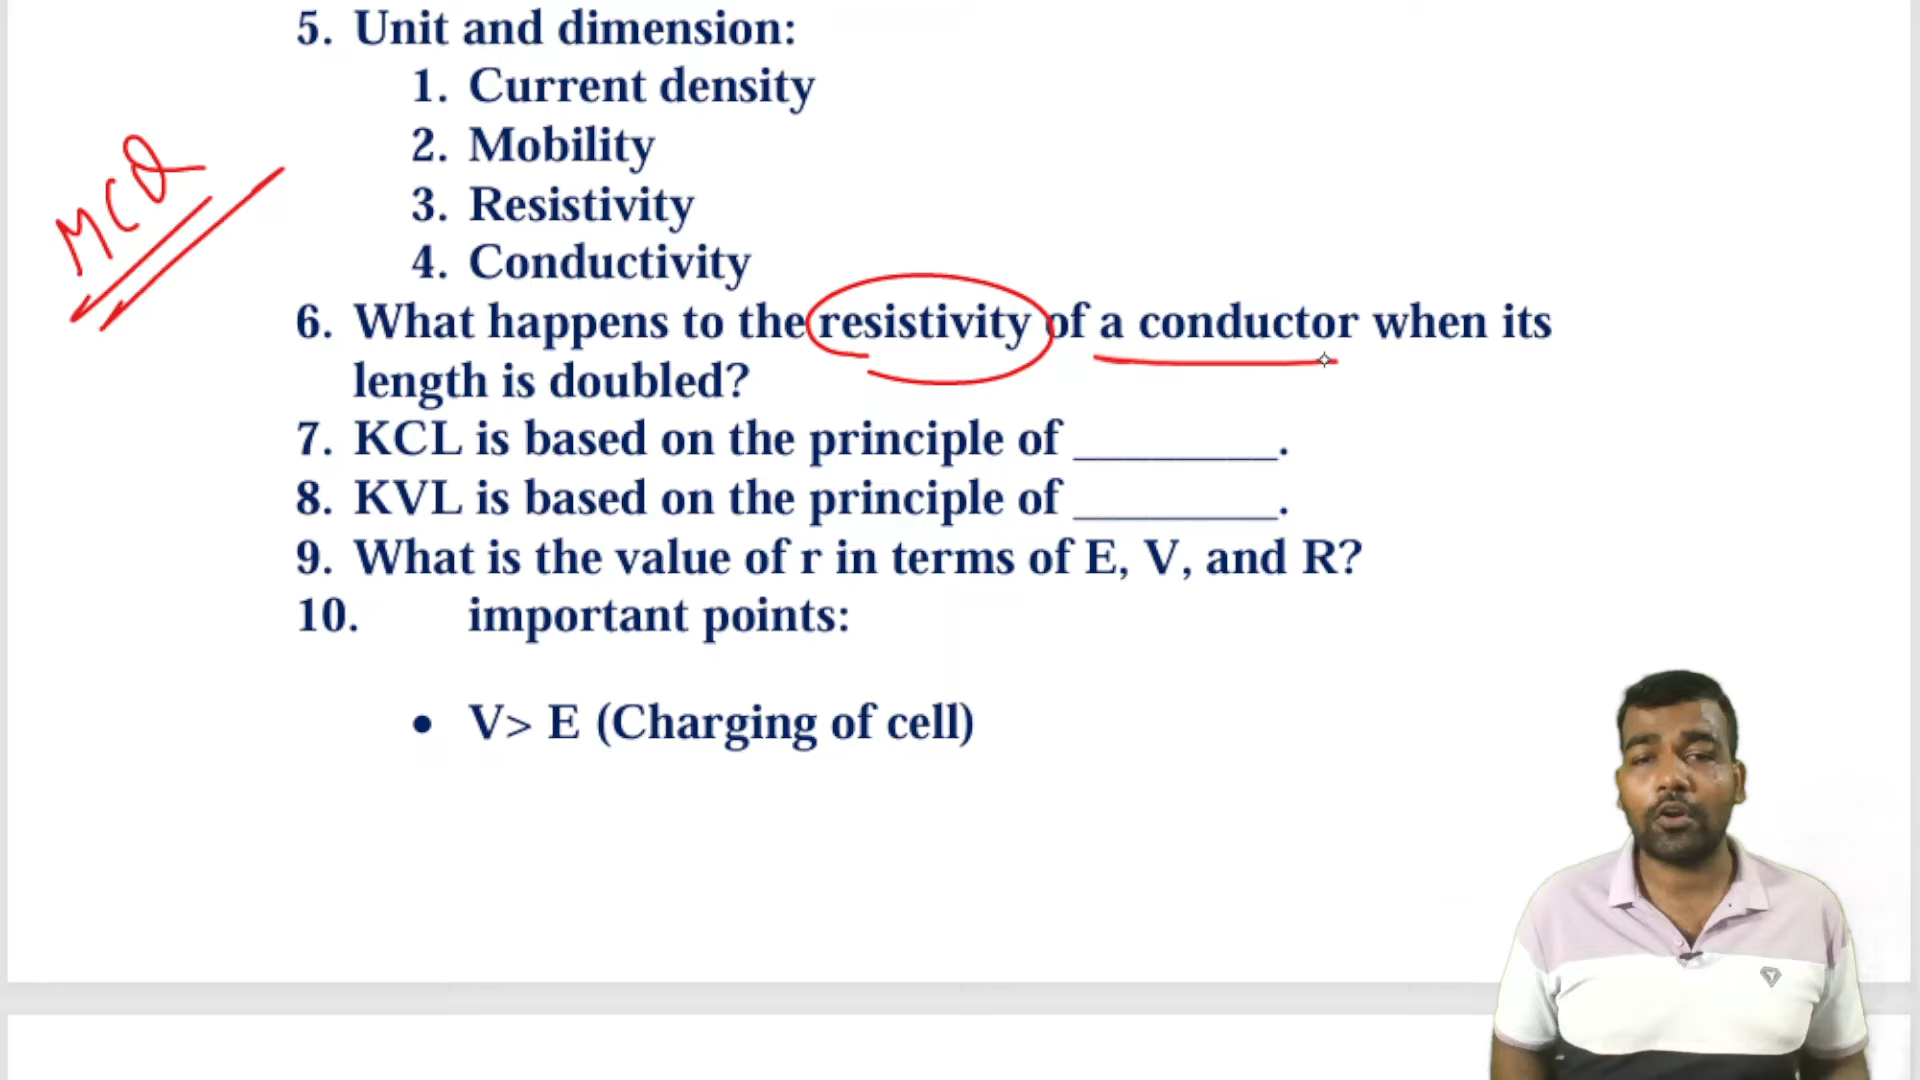 5. Unit and dimension:
1. Current density
2. Mobility
3. Resistivity
4. Conductivity
MCQ
6. What happens to the resistivity of a conductor when its
length is doubled?
7. KCL is based on the principle of ________.
8. KVL is based on the principle of ________.
9. What is the value of r in terms of E, V, and R?
10. important points:
• V> E (Charging of cell)